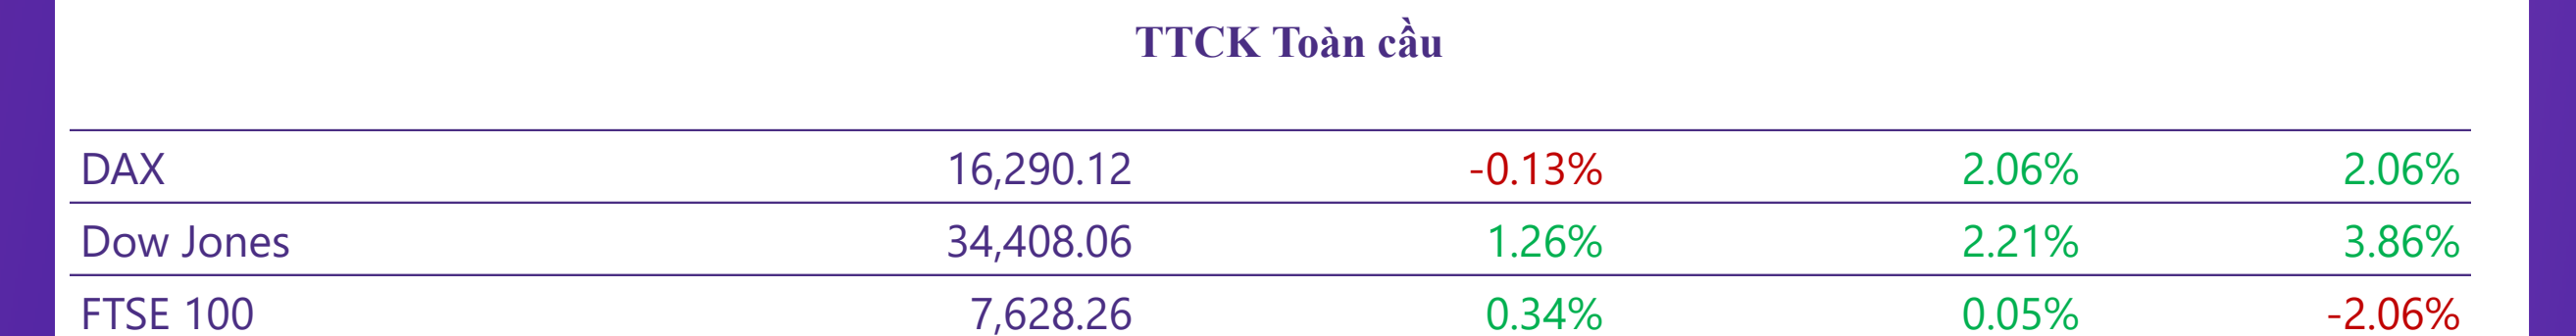 TTCK Toàn cầu
DAX 16,290.12 -0.13% 2.06% 2.06%
Dow Jones 34,408.06 1.26% 2.21% 3.86%
FTSE 100 7,628.26 0.34% 0.05% -2.06%